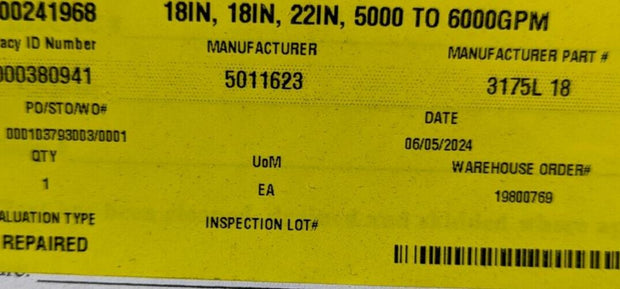 00241968 18IN, 18IN, 22IN, 5000 TO 6000GPM
acy ID Number MANUFACTURER MANUFACTURER PART #
000380941 5011623 3175L 18
PO/STO/WO# DATE
000103793003/0001 06/05/2024
QTY UoM WAREHOUSE ORDER#
1 EA 19800769
ALUATION TYPE INSPECTION LOT#
REPAIRED